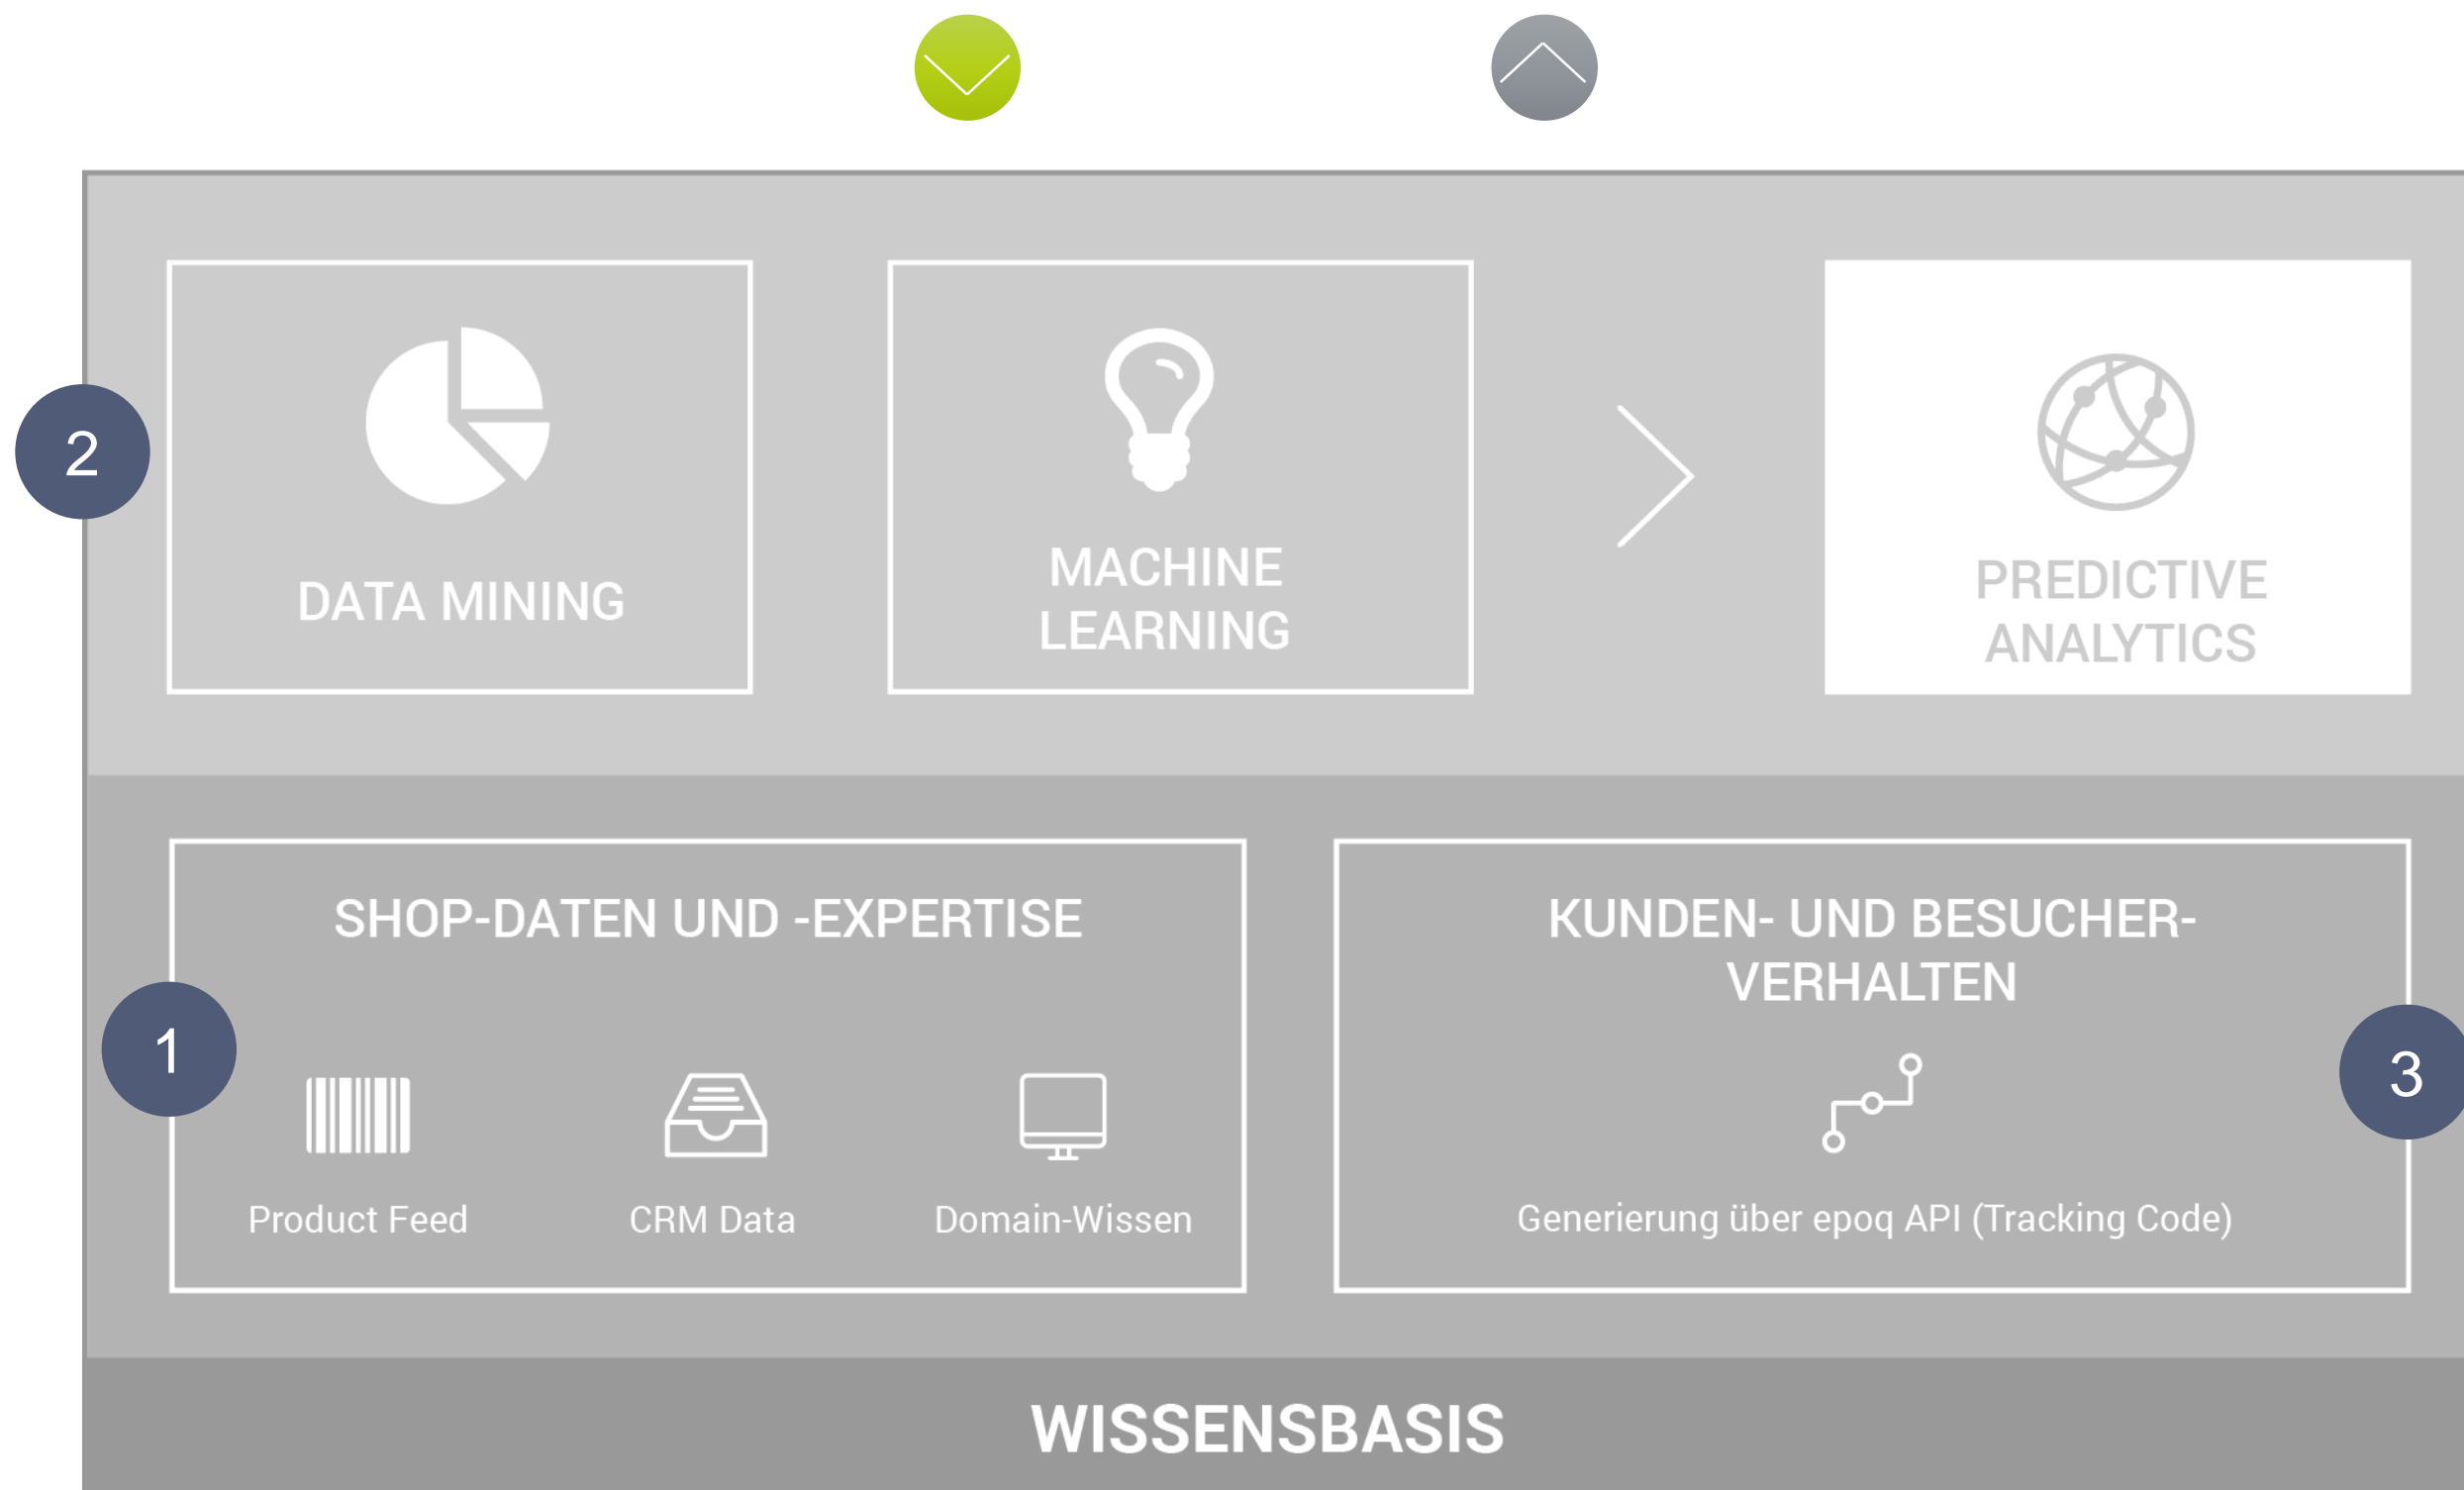 2
DATA MINING
MACHINE
LEARNING
PREDICTIVE
ANALYTICS
1
SHOP-DATEN UND -EXPERTISE
Product Feed
CRM Data
Domain-Wissen
KUNDEN- UND BESUCHER-
VERHALTEN
Generierung über epoq API (Tracking Code)
3
WISSENSBASIS